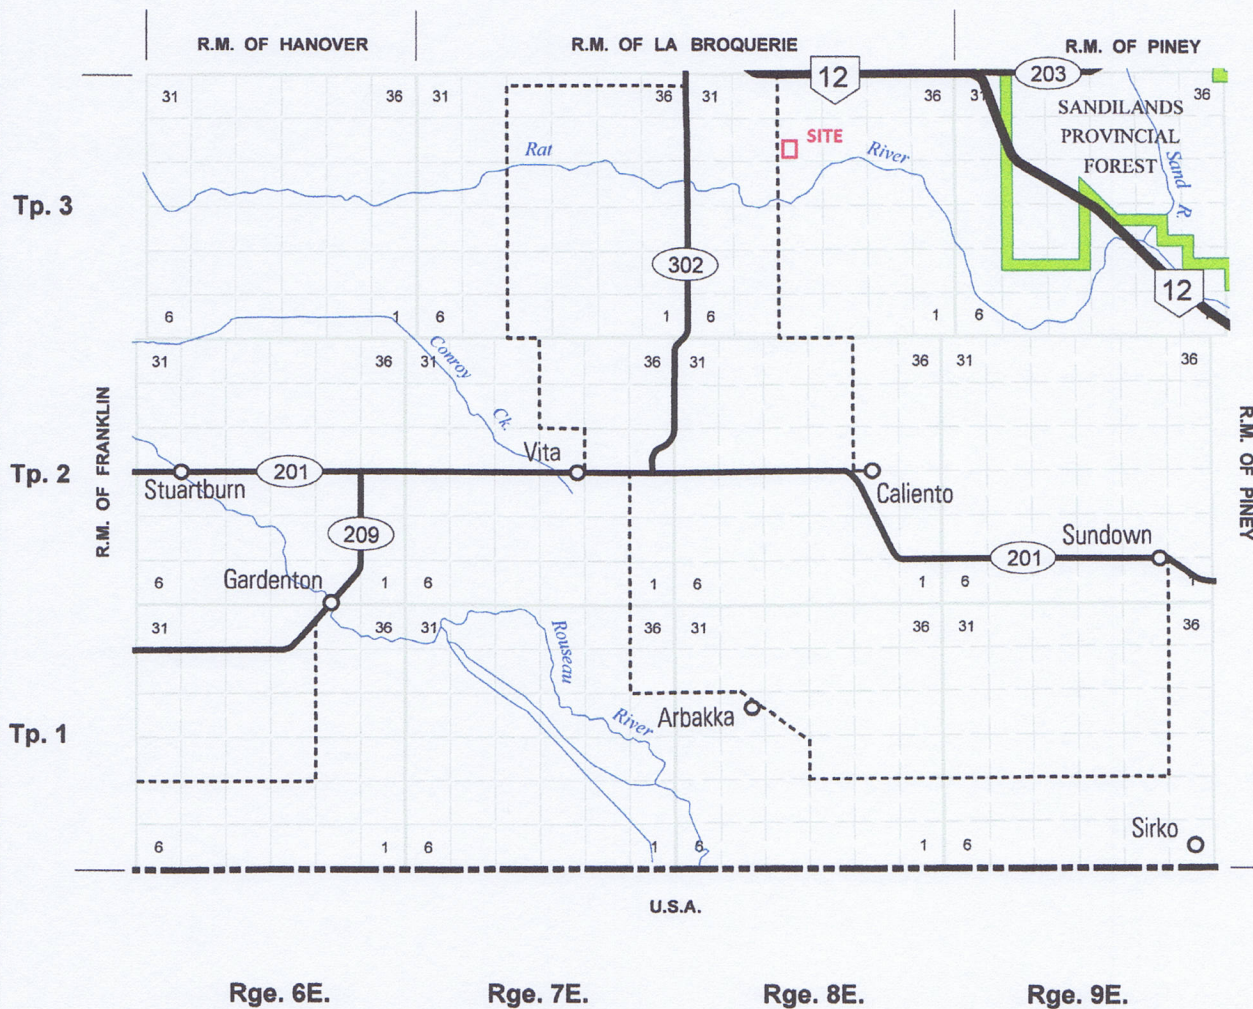 R.M. OF HANOVER
R.M. OF LA BROQUERIE
R.M. OF PINEY
12
203
31
36
31
36
31
36
31
36
SANDILANDS
PROVINCIAL
FOREST
SITE
Rat
River
Sand R.
Tp. 3
302
12
6
1
6
1
6
1
6
31
36
31
36
31
36
31
36
Conroy
Ck.
R.M. OF FRANKLIN
R.M. OF PINEY
Tp. 2
Vita
201
Stuartburn
Caliento
209
Sundown
201
Gardenton
6
1
6
1
6
1
6
1
31
36
31
36
31
36
31
36
Rouseau
River
Arbakka
Tp. 1
Sirko
6
1
6
1
6
1
6
U.S.A.
Rge. 6E.
Rge. 7E.
Rge. 8E.
Rge. 9E.